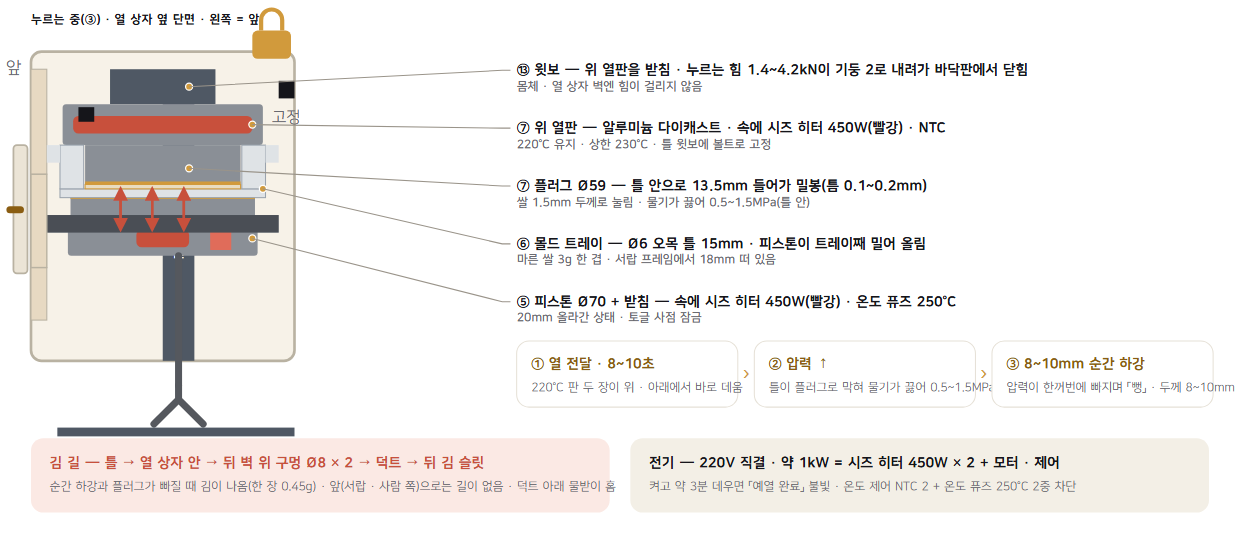 누르는 중(③) · 열 상자 옆 단면 · 왼쪽 = 앞
앞
고정
⑬ 윗보 — 위 열판을 받침 · 누르는 힘 1.4~4.2kN이 기둥 2로 내려가 바닥판에서 닫힘
몸체 · 열 상자 벽엔 힘이 걸리지 않음
⑦ 위 열판 — 알루미늄 다이캐스트 · 속에 시즈 히터 450W(빨강) · NTC
220℃ 유지 · 상한 230℃ · 틀 윗보에 볼트로 고정
⑦ 플러그 Ø59 — 틀 안으로 13.5mm 들어가 밀봉(틈 0.1~0.2mm)
쌀 1.5mm 두께로 눌림 · 물기가 끓어 0.5~1.5MPa(틀 안)
⑥ 몰드 트레이 — Ø6 오목 틀 15mm · 피스톤이 트레이째 밀어 올림
마른 쌀 3g 한 겹 · 서랍 프레임에서 18mm 떠 있음
⑤ 피스톤 Ø70 + 받침 — 속에 시즈 히터 450W(빨강) · 온도 퓨즈 250℃
20mm 올라간 상태 · 토글 사점 잠금
① 열 전달 · 8~10초
220℃ 판 두 장이 위 · 아래에서 바로 데움
›
② 압력 ↑
틀이 플러그로 막혀 물기가 끓어 0.5~1.5MPa
›
③ 8~10mm 순간 하강
압력이 한꺼번에 빠지며 「뻥」 · 두께 8~10mm
김 길 — 틀 → 열 상자 안 → 뒤 벽 위 구멍 Ø8 × 2 → 덕트 → 뒤 김 슬릿
순간 하강과 플러그가 빠질 때 김이 나옴(한 장 0.45g) · 앞(서랍 · 사람 쪽)으로는 길이 없음 · 덕트 아래 물받이 홈
전기 — 220V 직결 · 약 1kW = 시즈 히터 450W × 2 + 모터 · 제어
켜고 약 3분 데우면 「예열 완료」 불빛 · 온도 제어 NTC 2 + 온도 퓨즈 250℃ 2중 차단